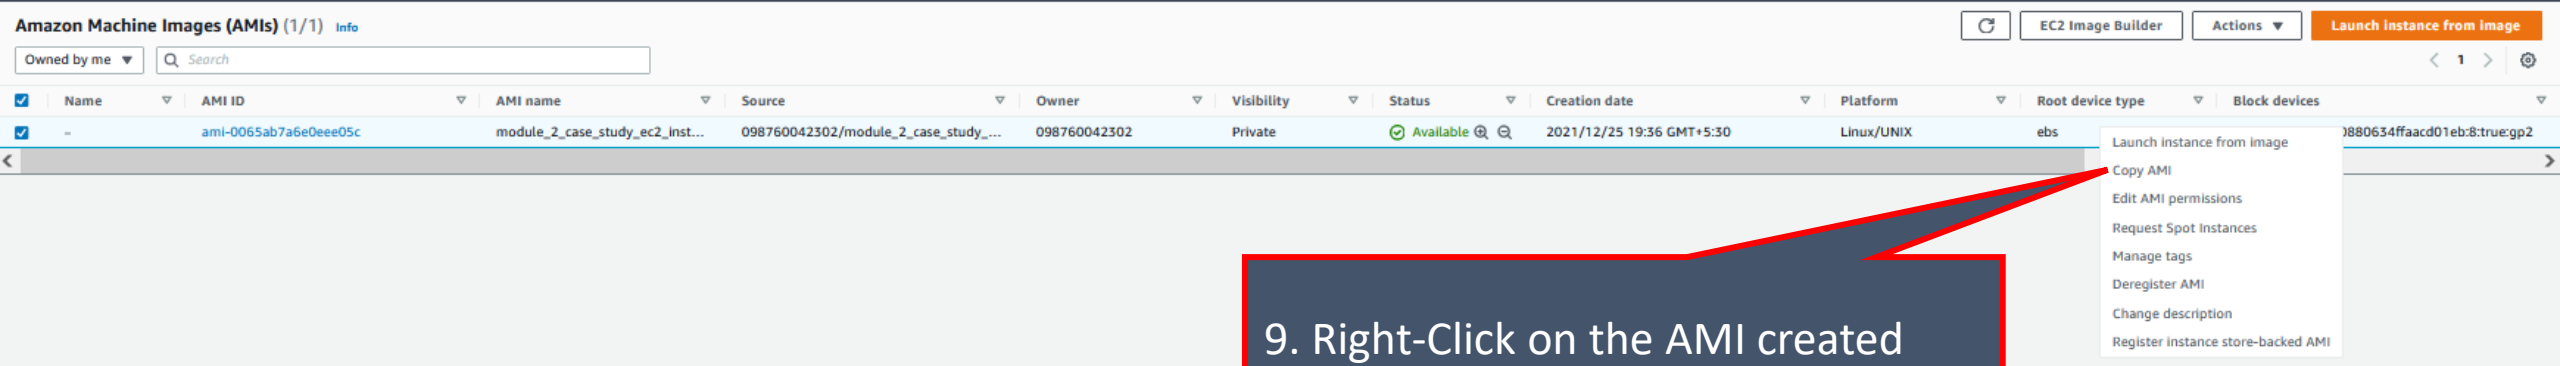 Amazon Machine Images (AMIs) (1/1) Info
EC2 Image Builder Actions Launch instance from image
Owned by me Search
1
Name AMI ID AMI name Source Owner Visibility Status Creation date Platform Root device type Block devices
– ami-0065ab7a6e0eee05c module_2_case_study_ec2_inst... 098760042302/module_2_case_study_... 098760042302 Private Available 2021/12/25 19:36 GMT+5:30 Linux/UNIX ebs 0880634ffaacd01eb:8:true:gp2
Launch instance from image
Copy AMI
Edit AMI permissions
Request Spot Instances
Manage tags
Deregister AMI
Change description
Register instance store-backed AMI
9. Right-Click on the AMI created